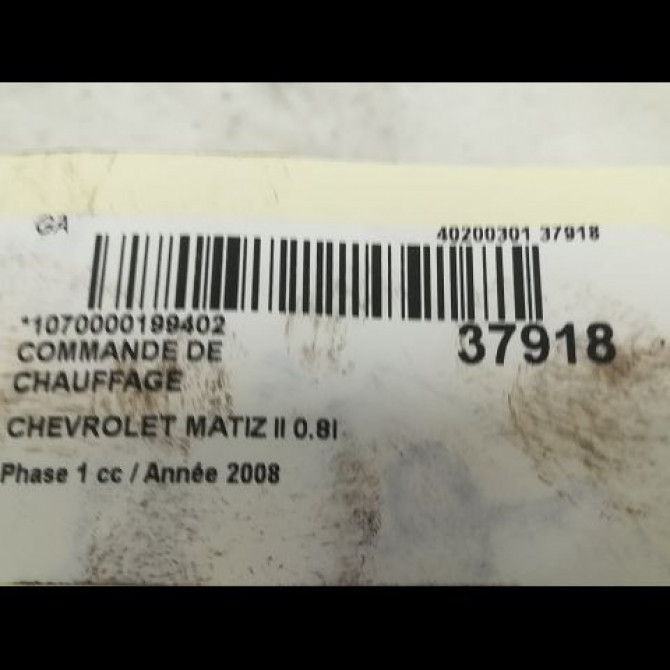 GA
40200301 37918
*1070000199402
37918
COMMANDE DE
CHAUFFAGE
CHEVROLET MATIZ II 0.8I
Phase 1 cc / Année 2008